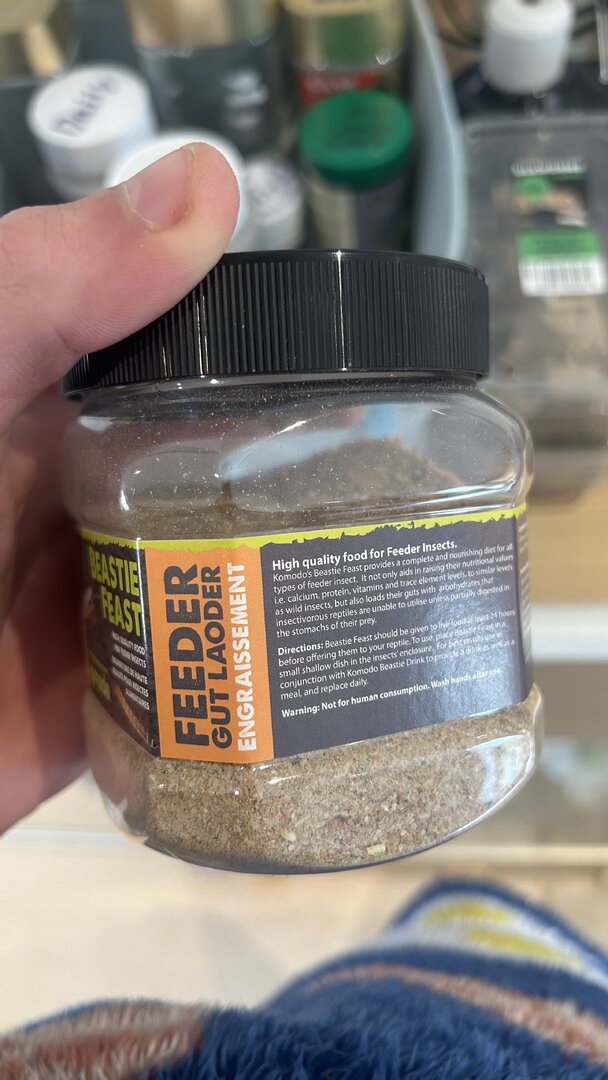 BEASTIE
FEAST
HIGH QUALITY FOOD
FOR FEEDER INSECTS
FEEDER
GUT LAODER
ENGRAISSEMENT
High quality food for Feeder Insects.
Komodo's Beastie Feast provides a complete and nourishing diet for all
types of feeder insect. It not only aids in raising their nutritional values
i.e. calcium, protein, vitamins and trace element levels, to similar levels
as wild insects, but also loads their guts with carbohydrates that
insectivorous reptiles are unable to utilise unless partially digested in
the stomachs of their prey.
Directions: Beastie Feast should be given to live food at least 24 hours
before offering them to your reptile. To use, place Beastie Feast in a
small shallow dish in the insects enclosure. For best results use in
conjunction with Komodo Beastie Drink to provide a drink as well as a
meal, and replace daily.
Warning: Not for human consumption. Wash hands after use.